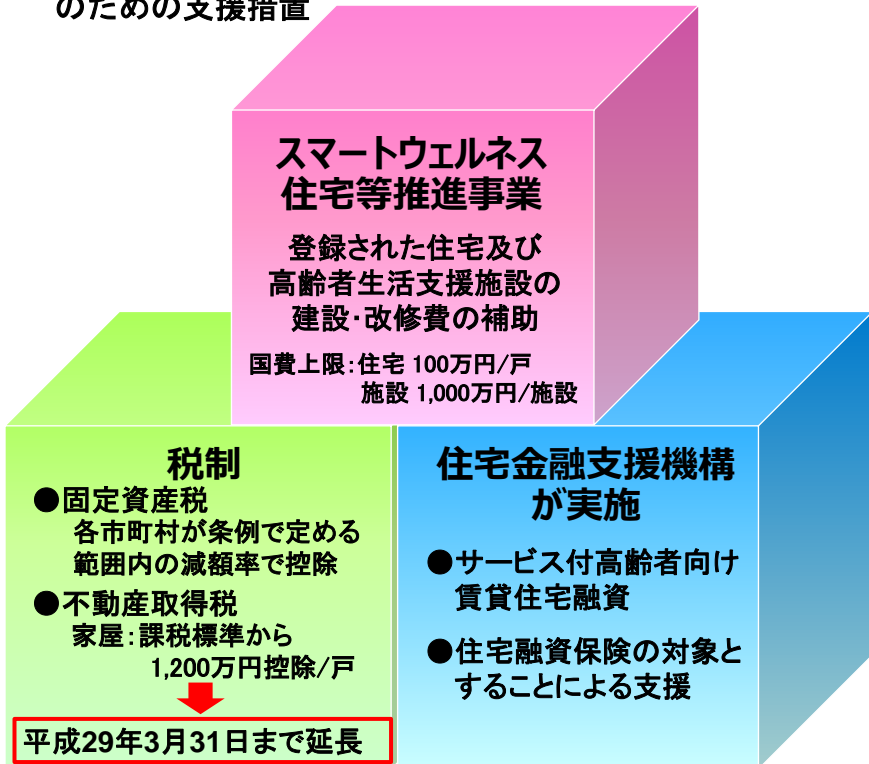 のための支援措置
スマートウェルネス
住宅等推進事業
登録された住宅及び
高齢者生活支援施設の
建設・改修費の補助
国費上限：住宅 100万円/戸
施設 1,000万円/施設
税制
●固定資産税
各市町村が条例で定める
範囲内の減額率で控除
●不動産取得税
家屋：課税標準から
1,200万円控除/戸
平成29年3月31日まで延長
住宅金融支援機構
が実施
●サービス付高齢者向け
賃貸住宅融資
●住宅融資保険の対象と
することによる支援